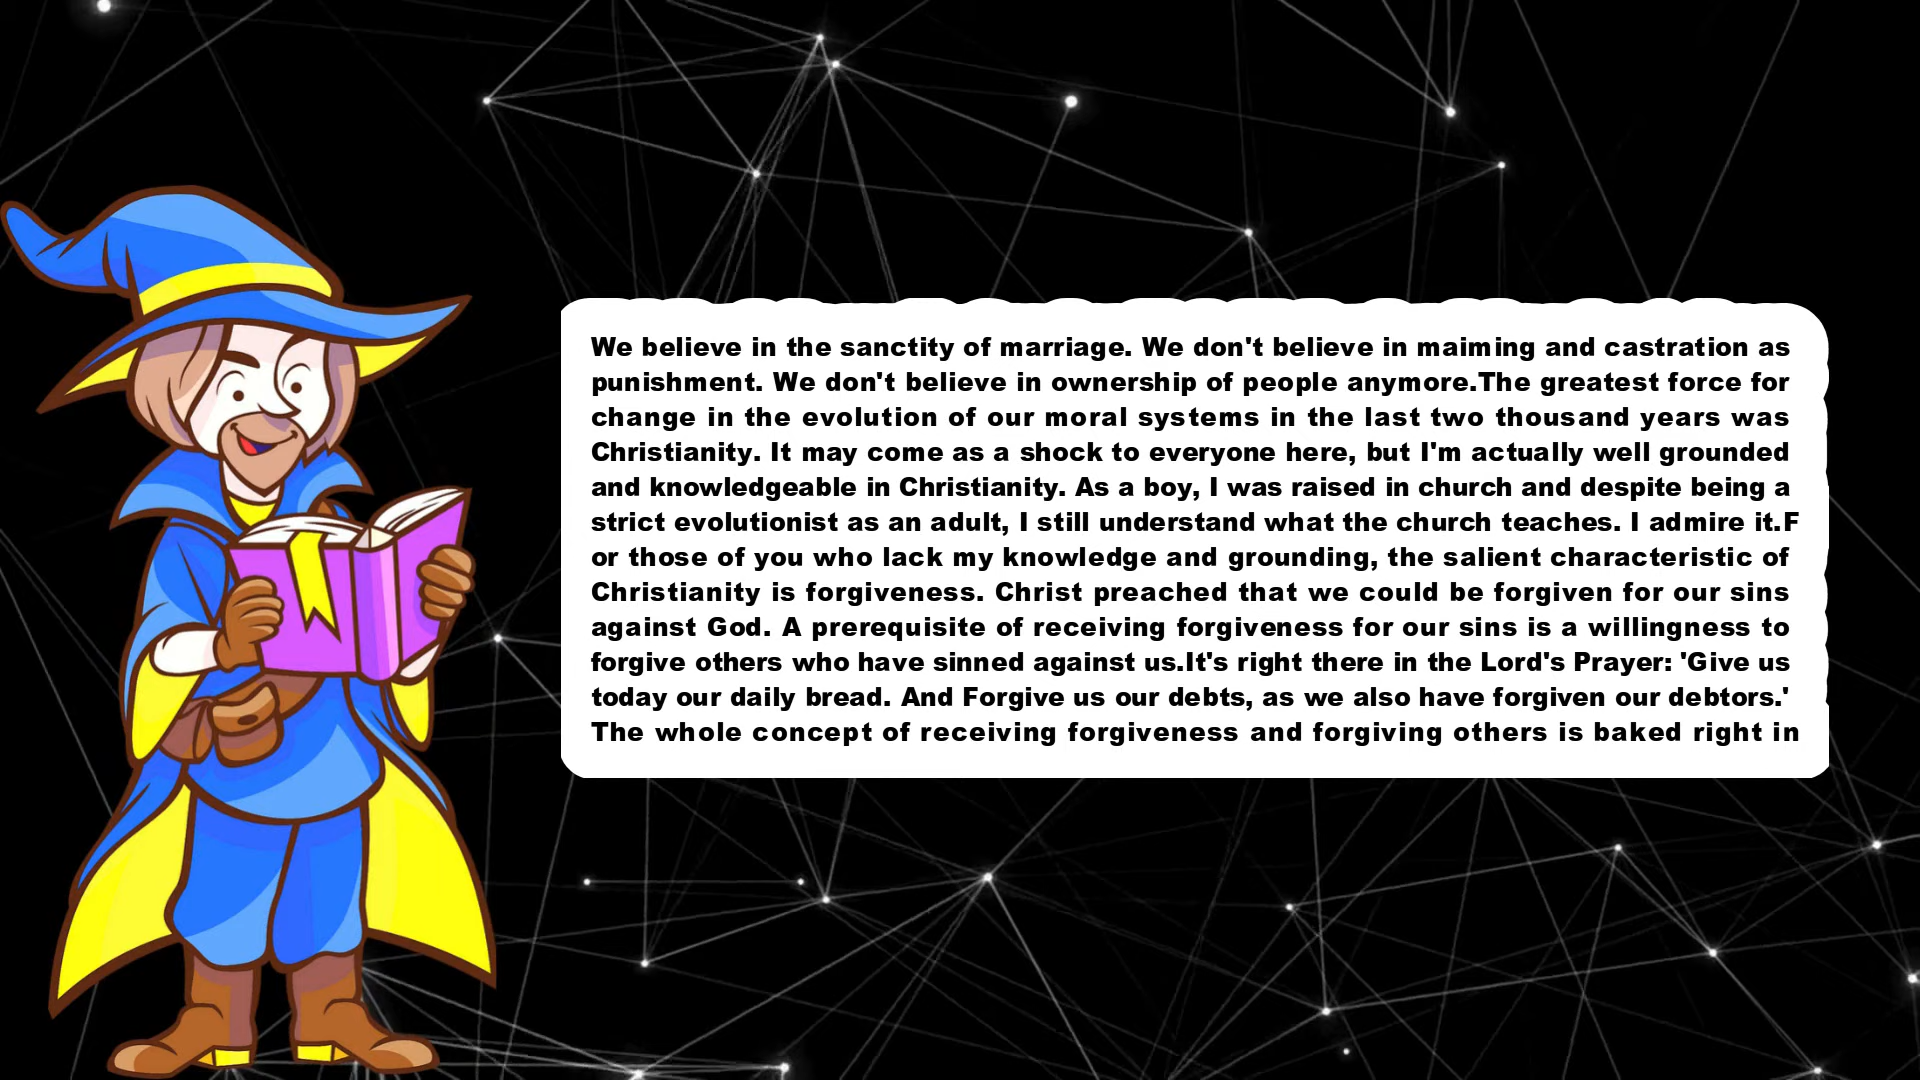 We believe in the sanctity of marriage. We don't believe in maiming and castration as
punishment. We don't believe in ownership of people anymore.The greatest force for
change in the evolution of our moral systems in the last two thousand years was
Christianity. It may come as a shock to everyone here, but I'm actually well grounded
and knowledgeable in Christianity. As a boy, I was raised in church and despite being a
strict evolutionist as an adult, I still understand what the church teaches. I admire it.F
or those of you who lack my knowledge and grounding, the salient characteristic of
Christianity is forgiveness. Christ preached that we could be forgiven for our sins
against God. A prerequisite of receiving forgiveness for our sins is a willingness to
forgive others who have sinned against us.It's right there in the Lord's Prayer: 'Give us
today our daily bread. And Forgive us our debts, as we also have forgiven our debtors.'
The whole concept of receiving forgiveness and forgiving others is baked right in